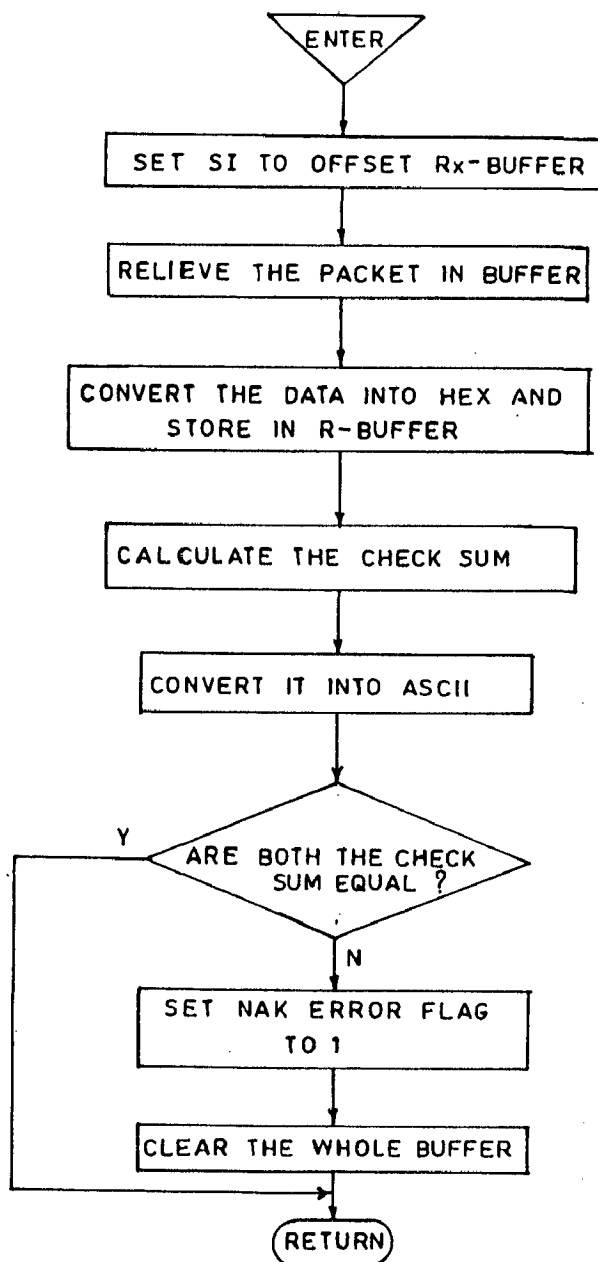 ENTER
SET SI TO OFFSET Rx-BUFFER
RELIEVE THE PACKET IN BUFFER
CONVERT THE DATA INTO HEX AND
STORE IN R-BUFFER
CALCULATE THE CHECK SUM
CONVERT IT INTO ASCII
Y
ARE BOTH THE CHECK
SUM EQUAL ?
N
SET NAK ERROR FLAG
TO 1
CLEAR THE WHOLE BUFFER
RETURN